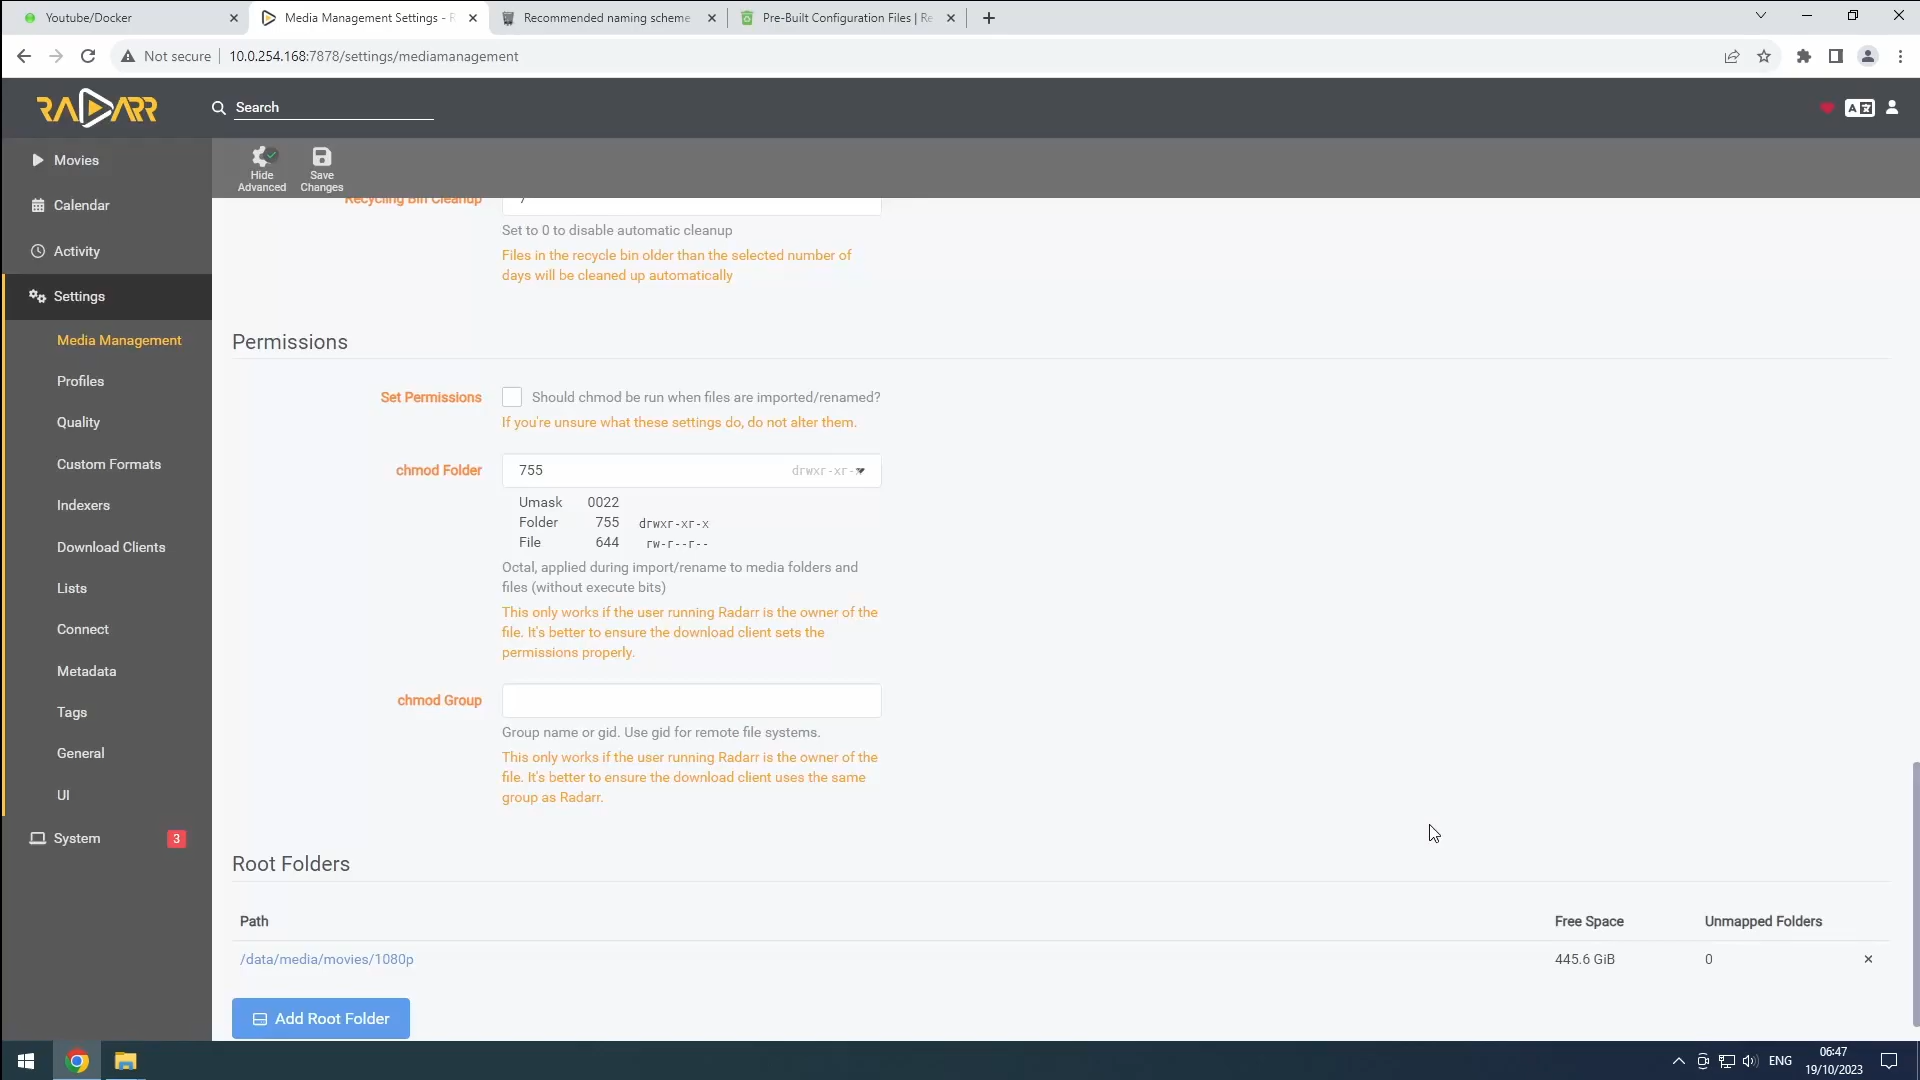 Youtube/Docker
Media Management Settings - R
Recommended naming scheme
Pre-Built Configuration Files | Re
Not secure
10.0.254.168:7878/settings/mediamanagement
RADARR
Search
Movies
Calendar
Activity
Settings
Media Management
Profiles
Quality
Custom Formats
Indexers
Download Clients
Lists
Connect
Metadata
Tags
General
UI
System 3
Hide Advanced
Save Changes
Recycling Bin Cleanup 7
Set to 0 to disable automatic cleanup
Files in the recycle bin older than the selected number of
days will be cleaned up automatically
Permissions
Set Permissions
Should chmod be run when files are imported/renamed?
If you're unsure what these settings do, do not alter them.
chmod Folder
755 drwxr-xr-x
Umask 0022
Folder 755 drwxr-xr-x
File 644 rw-r--r--
Octal, applied during import/rename to media folders and
files (without execute bits)
This only works if the user running Radarr is the owner of the
file. It's better to ensure the download client sets the
permissions properly.
chmod Group
Group name or gid. Use gid for remote file systems.
This only works if the user running Radarr is the owner of the
file. It's better to ensure the download client uses the same
group as Radarr.
Root Folders
Path Free Space Unmapped Folders
/data/media/movies/1080p 445.6 GiB 0
Add Root Folder
ENG
06:47
19/10/2023